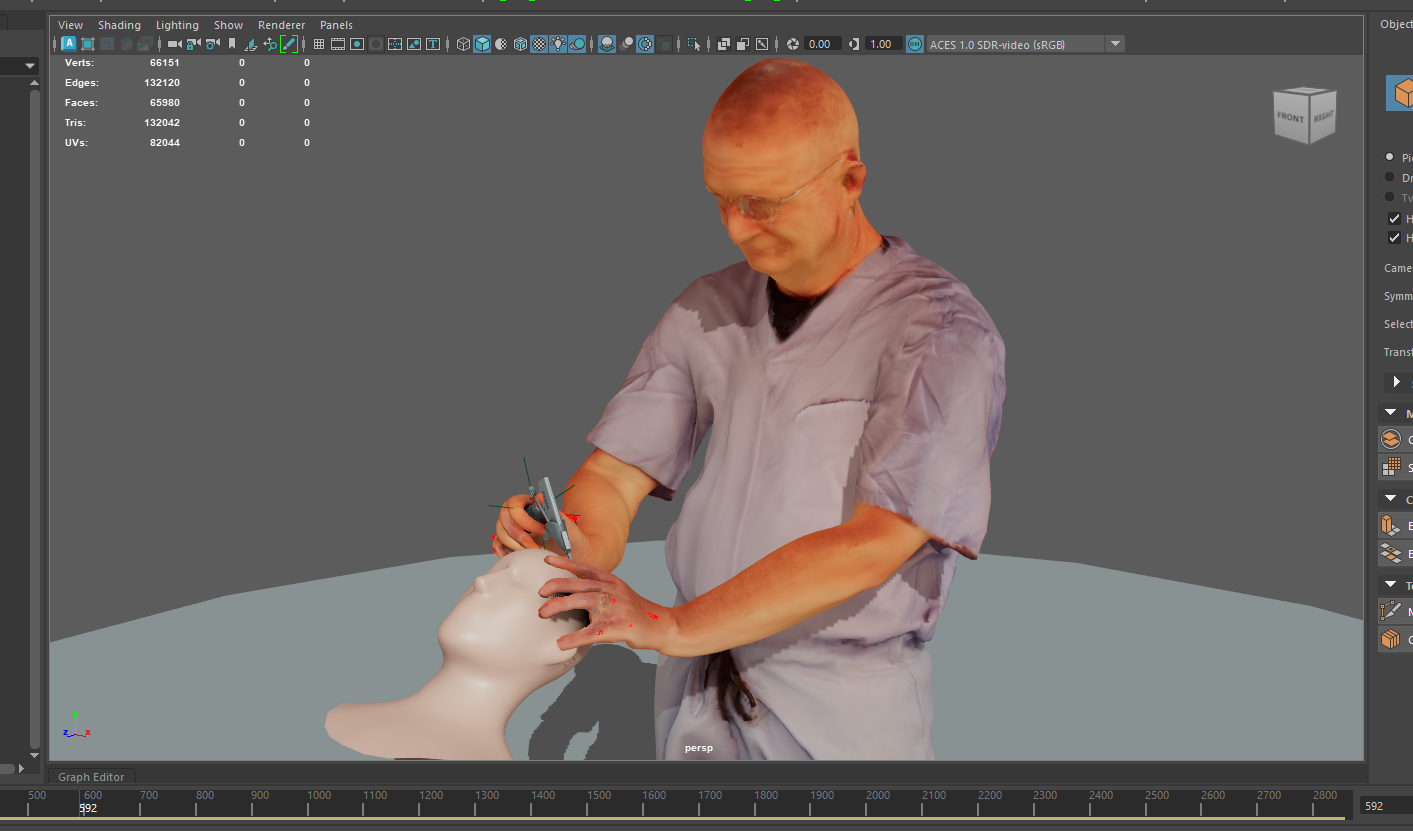 Object
View Shading Lighting Show Renderer Panels
0.00 1.00 ON ACES 1.0 SDR-video (sRGB)
Verts: 66151 0 0
Edges: 132120 0 0
Faces: 65980 0 0
Tris: 132042 0 0
UVs: 82044 0 0
FRONT RIGHT
Pi
Dr
Tv
H
H
Came
Symm
Select
Transf
persp
z y x
Graph Editor
500 600 700 800 900 1000 1100 1200 1300 1400 1500 1600 1700 1800 1900 2000 2100 2200 2300 2400 2500 2600 2700 2800
592 592